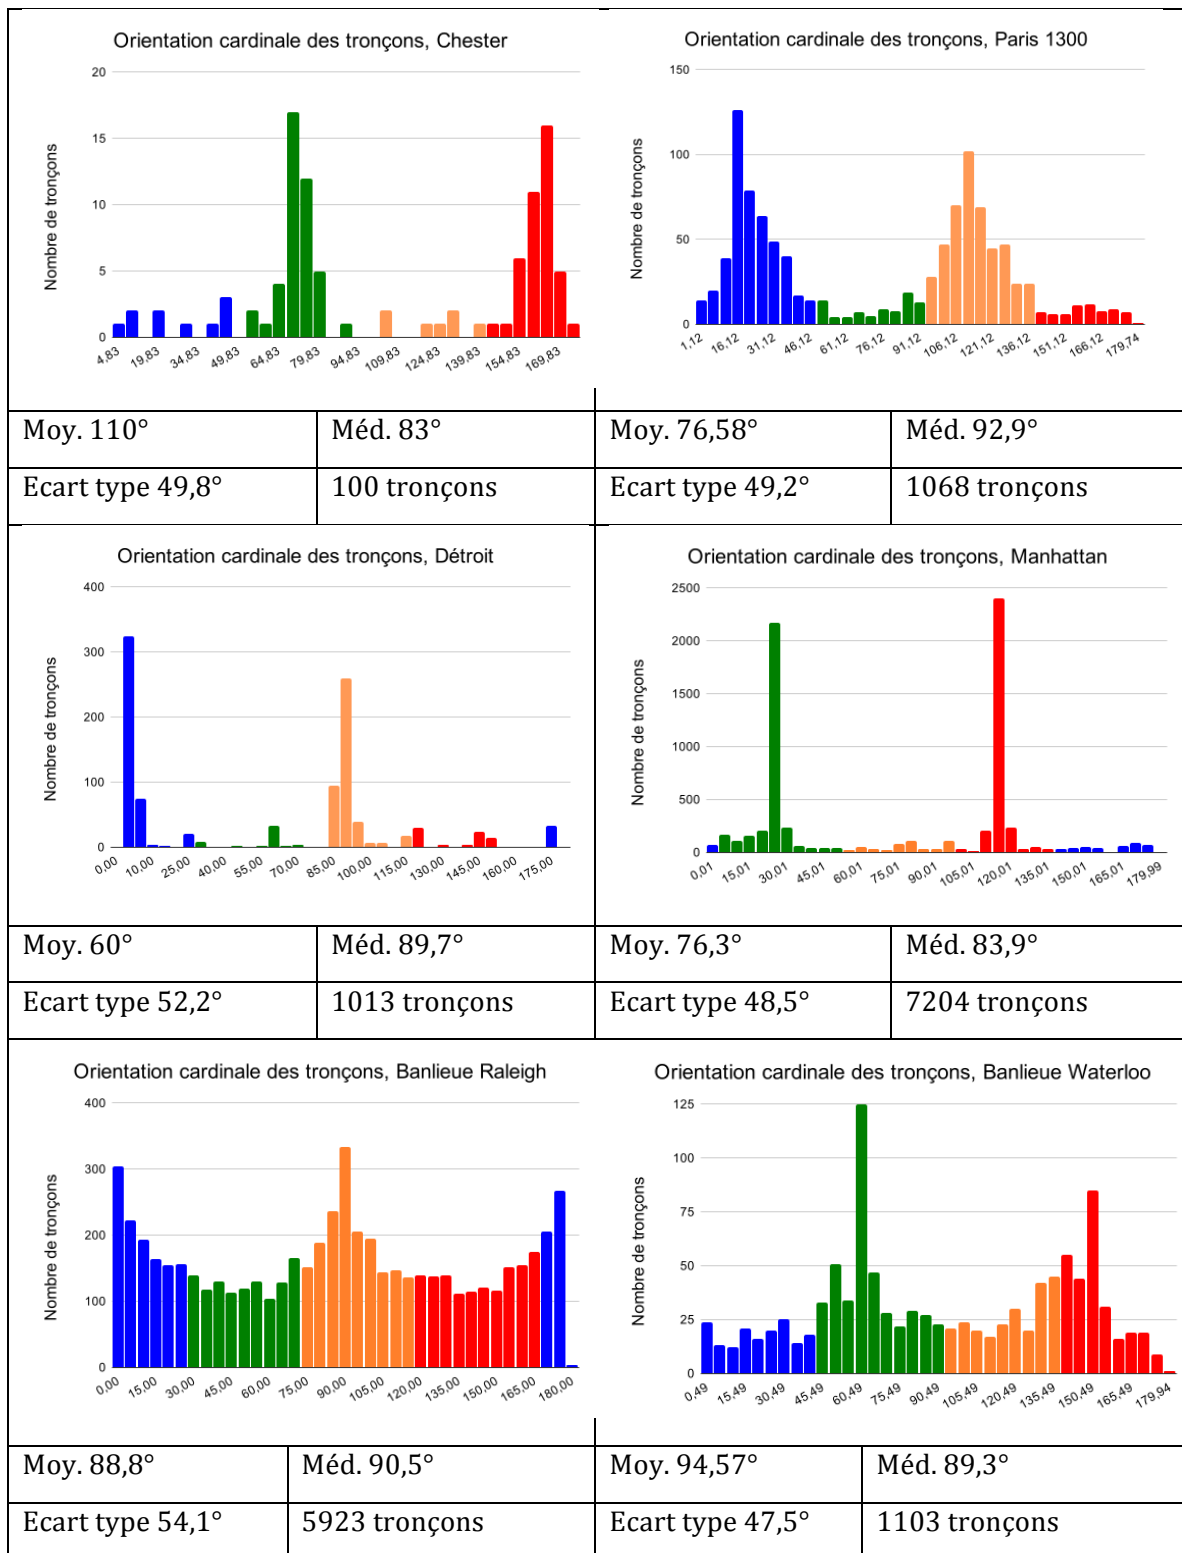 Orientation cardinale des tronçons, Chester
Nombre de tronçons
20
15
10
5
0
4,83 19,83 34,83 49,83 64,83 79,83 94,83 109,83 124,83 139,83 154,83 169,83
Orientation cardinale des tronçons, Paris 1300
Nombre de tronçons
150
100
50
0
1,12 16,12 31,12 46,12 61,12 76,12 91,12 106,12 121,12 136,12 151,12 166,12 179,74
Moy. 110° Méd. 83° Moy. 76,58° Méd. 92,9°
Ecart type 49,8° 100 tronçons Ecart type 49,2° 1068 tronçons
Orientation cardinale des tronçons, Détroit
Nombre de tronçons
400
300
200
100
0
0,00 10,00 25,00 40,00 55,00 70,00 85,00 100,00 115,00 130,00 145,00 160,00 175,00
Orientation cardinale des tronçons, Manhattan
Nombre de tronçons
2500
2000
1500
1000
500
0
0,01 15,01 30,01 45,01 60,01 75,01 90,01 105,01 120,01 135,01 150,01 165,01 179,99
Moy. 60° Méd. 89,7° Moy. 76,3° Méd. 83,9°
Ecart type 52,2° 1013 tronçons Ecart type 48,5° 7204 tronçons
Orientation cardinale des tronçons, Banlieue Raleigh
Nombre de tronçons
400
300
200
100
0
0,00 15,00 30,00 45,00 60,00 75,00 90,00 105,00 120,00 135,00 150,00 165,00 180,00
Orientation cardinale des tronçons, Banlieue Waterloo
Nombre de tronçons
125
100
75
50
25
0
0,49 15,49 30,49 45,49 60,49 75,49 90,49 105,49 120,49 135,49 150,49 165,49 179,94
Moy. 88,8° Méd. 90,5° Moy. 94,57° Méd. 89,3°
Ecart type 54,1° 5923 tronçons Ecart type 47,5° 1103 tronçons